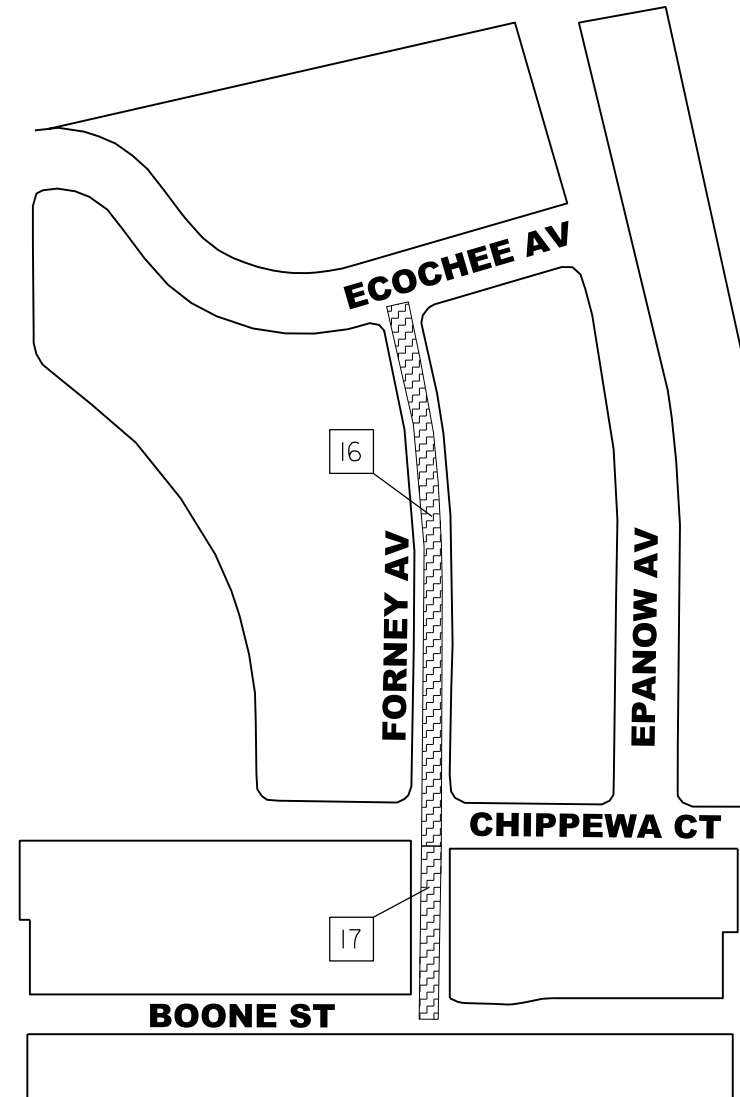 ECOCHEE AV
16
FORNEY AV
EPANOW AV
CHIPPEWA CT
17
BOONE ST